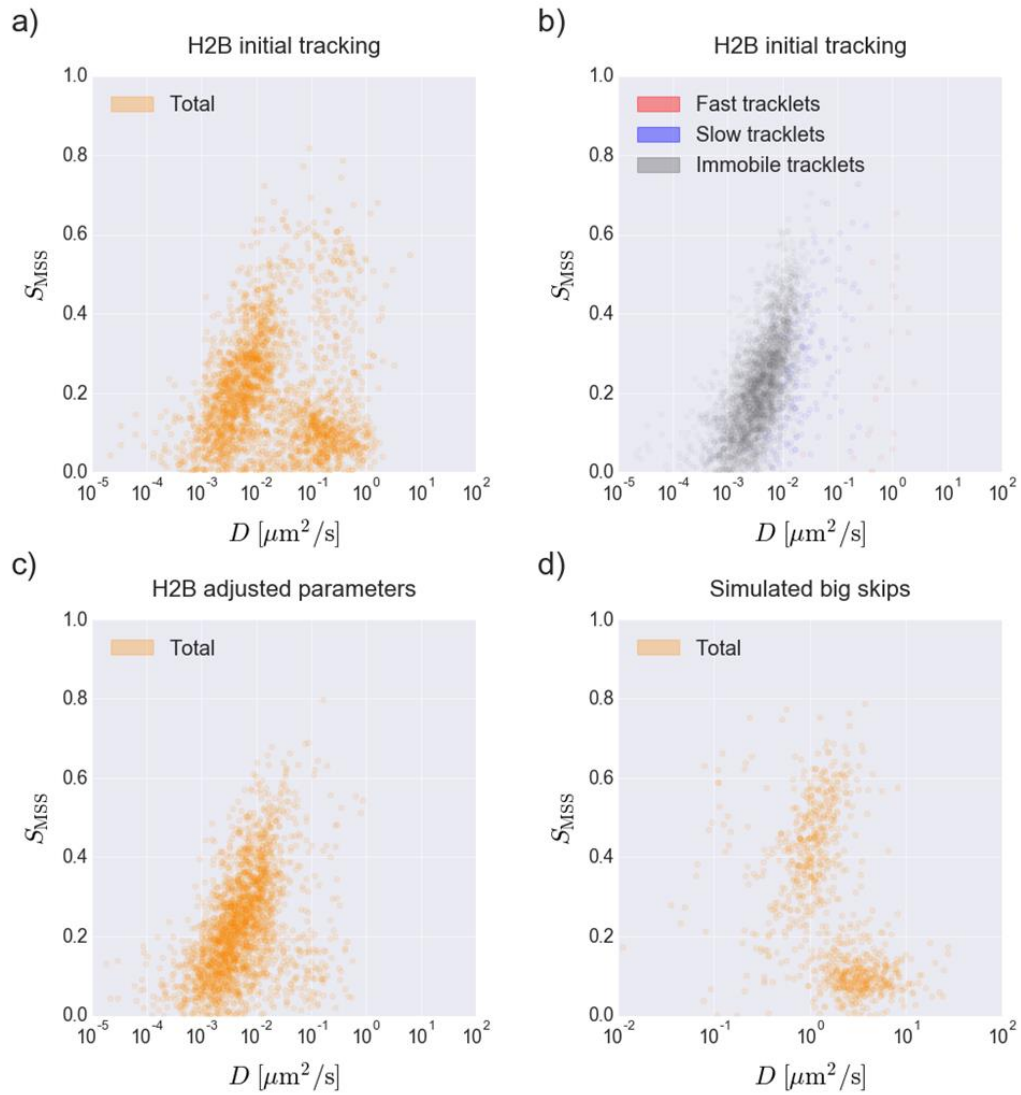 a)
H2B initial tracking
Total
1.0
0.8
0.6
0.4
0.2
0.0
S_MSS
10^-5 10^-4 10^-3 10^-2 10^-1 10^0 10^1 10^2
D [μm²/s]
b)
H2B initial tracking
Fast tracklets
Slow tracklets
Immobile tracklets
1.0
0.8
0.6
0.4
0.2
0.0
S_MSS
10^-5 10^-4 10^-3 10^-2 10^-1 10^0 10^1 10^2
D [μm²/s]
c)
H2B adjusted parameters
Total
1.0
0.8
0.6
0.4
0.2
0.0
S_MSS
10^-5 10^-4 10^-3 10^-2 10^-1 10^0 10^1 10^2
D [μm²/s]
d)
Simulated big skips
Total
1.0
0.8
0.6
0.4
0.2
0.0
S_MSS
10^-2 10^-1 10^0 10^1 10^2
D [μm²/s]